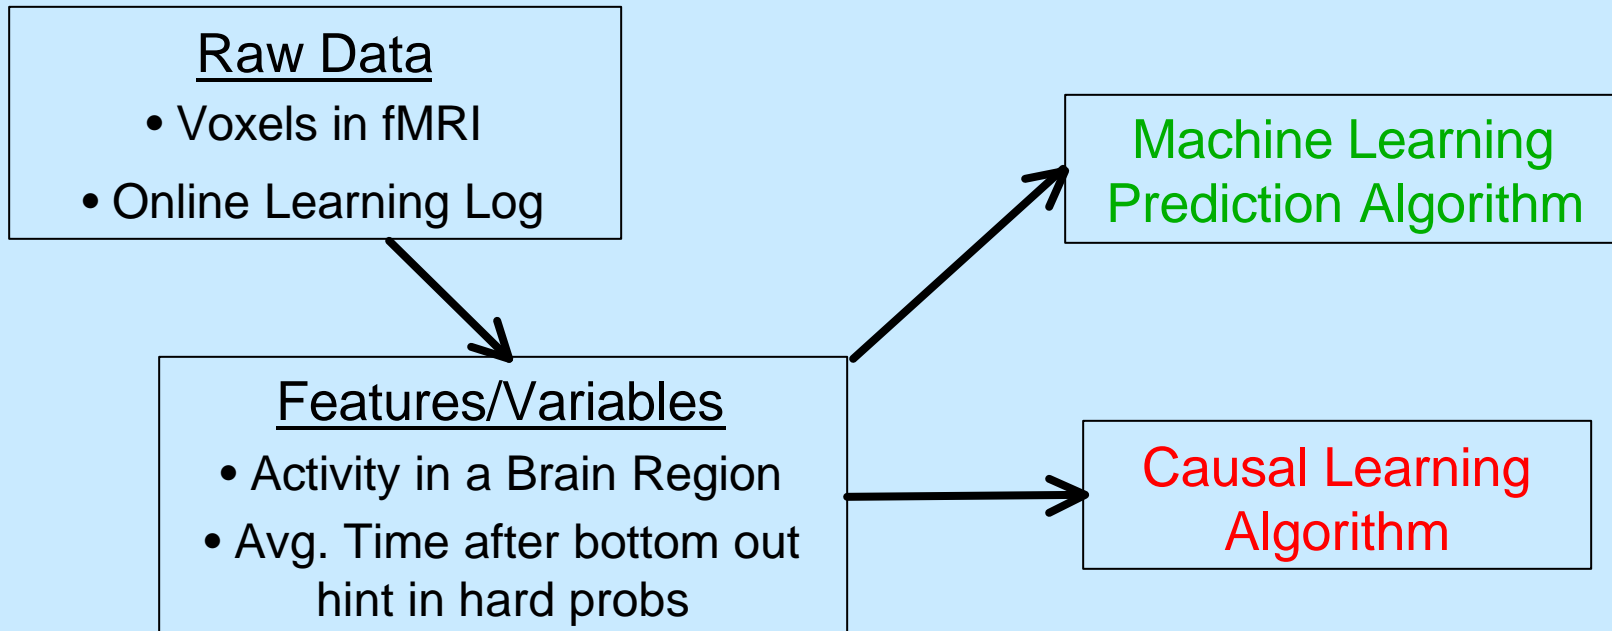 Raw Data
• Voxels in fMRI
• Online Learning Log
Machine Learning
Prediction Algorithm
Features/Variables
• Activity in a Brain Region
• Avg. Time after bottom out
hint in hard probs
Causal Learning
Algorithm